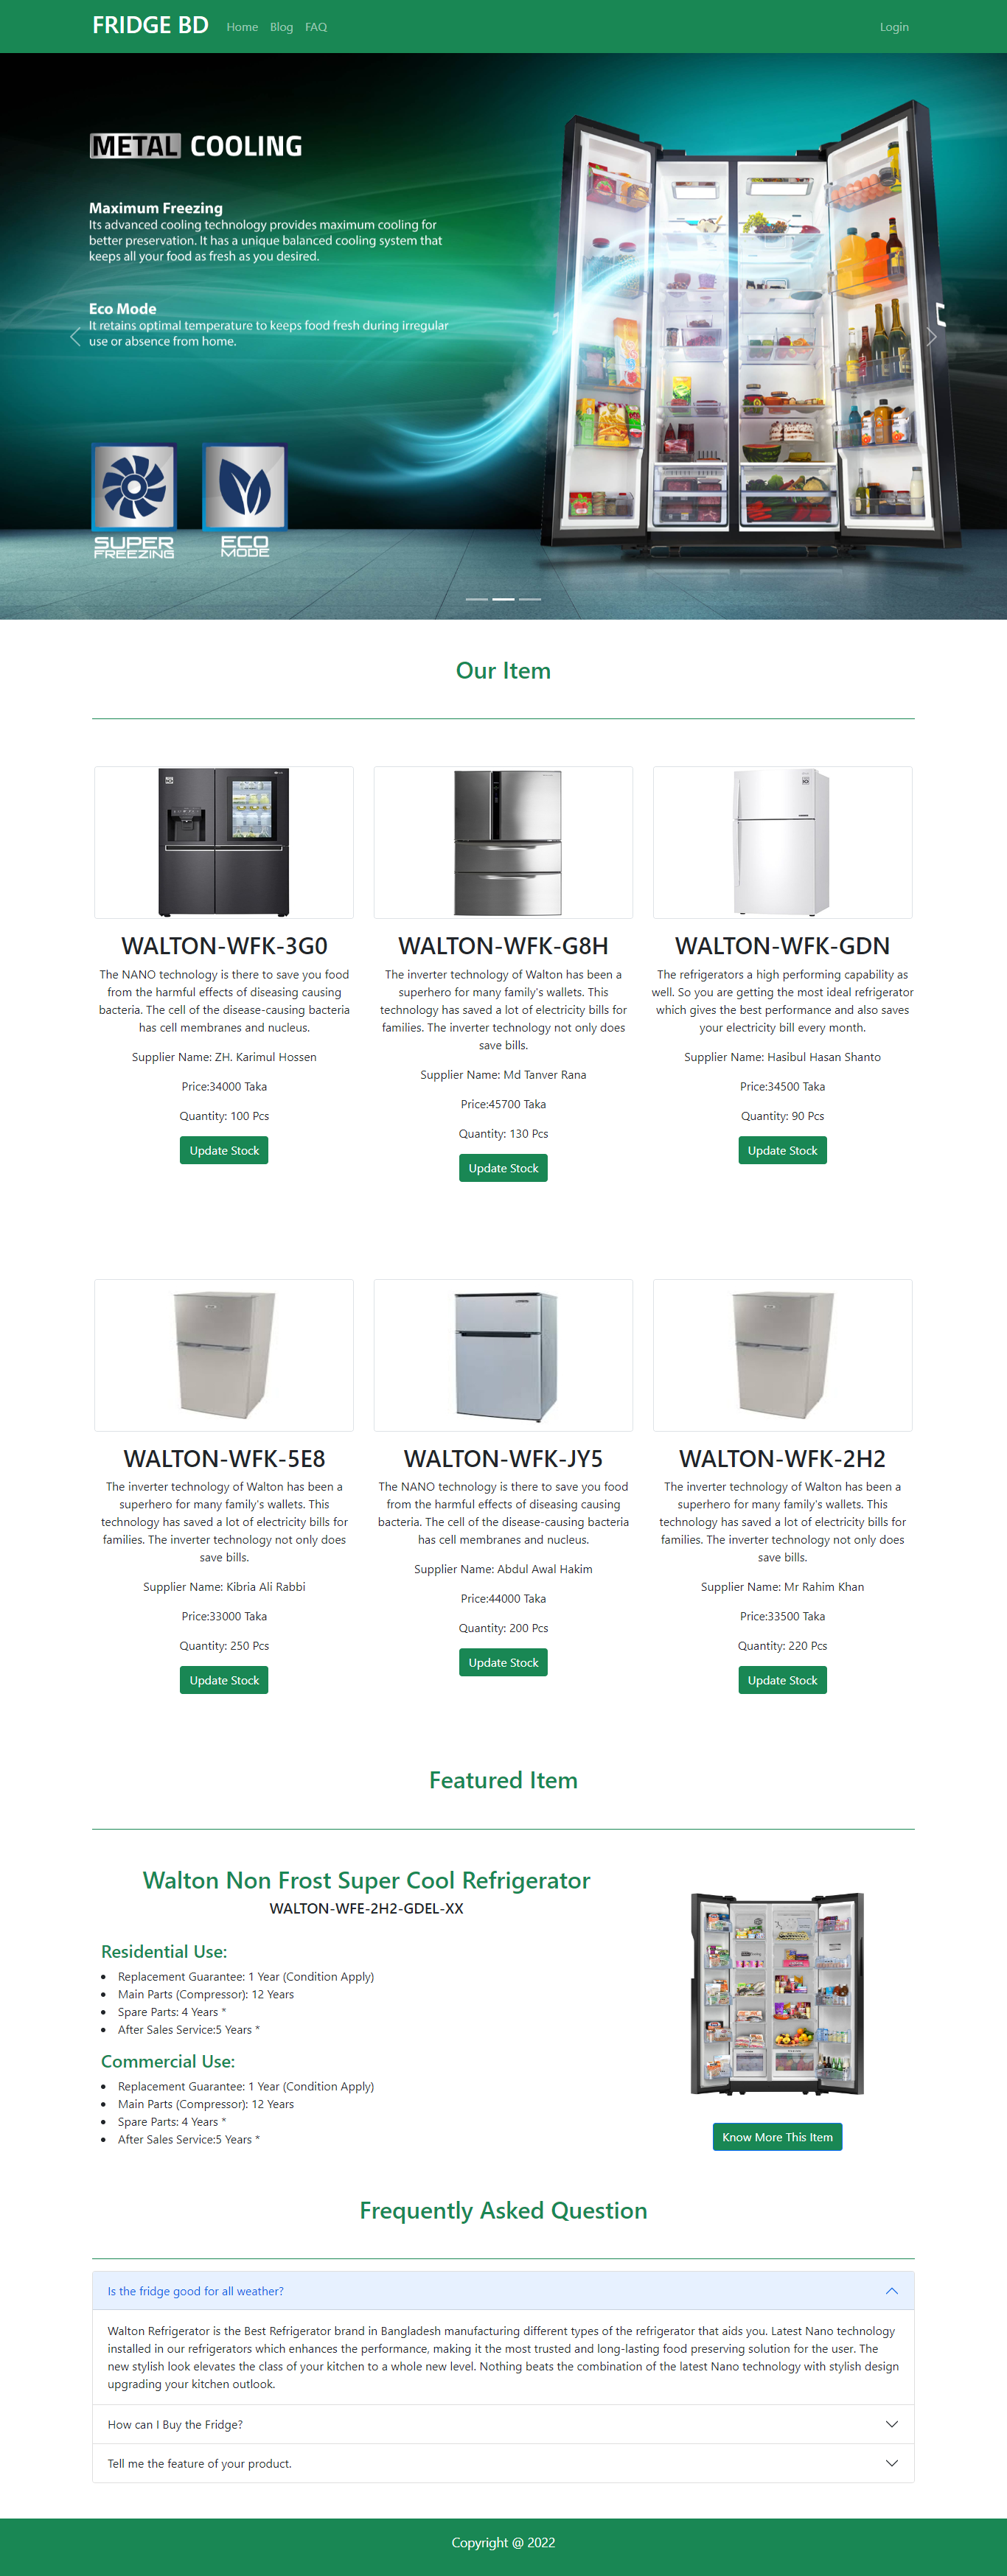 FRIDGE BD Home Blog FAQ Login
METAL COOLING
Maximum Freezing
Its advanced cooling technology provides maximum cooling for
better preservation. It has a unique balanced cooling system that
keeps all your food as fresh as you desired.
Eco Mode
It retains optimal temperature to keeps food fresh during irregular
use or absence from home.
SUPER
FREEZING
ECO
MODE
Our Item
WALTON-WFK-3G0
The NANO technology is there to save you food
from the harmful effects of diseasing causing
bacteria. The cell of the disease-causing bacteria
has cell membranes and nucleus.
Supplier Name: ZH. Karimul Hossen
Price:34000 Taka
Quantity: 100 Pcs
Update Stock
WALTON-WFK-G8H
The inverter technology of Walton has been a
superhero for many family's wallets. This
technology has saved a lot of electricity bills for
families. The inverter technology not only does
save bills.
Supplier Name: Md Tanver Rana
Price:45700 Taka
Quantity: 130 Pcs
Update Stock
WALTON-WFK-GDN
The refrigerators a high performing capability as
well. So you are getting the most ideal refrigerator
which gives the best performance and also saves
your electricity bill every month.
Supplier Name: Hasibul Hasan Shanto
Price:34500 Taka
Quantity: 90 Pcs
Update Stock
WALTON-WFK-5E8
The inverter technology of Walton has been a
superhero for many family's wallets. This
technology has saved a lot of electricity bills for
families. The inverter technology not only does
save bills.
Supplier Name: Kibria Ali Rabbi
Price:33000 Taka
Quantity: 250 Pcs
Update Stock
WALTON-WFK-JY5
The NANO technology is there to save you food
from the harmful effects of diseasing causing
bacteria. The cell of the disease-causing bacteria
has cell membranes and nucleus.
Supplier Name: Abdul Awal Hakim
Price:44000 Taka
Quantity: 200 Pcs
Update Stock
WALTON-WFK-2H2
The inverter technology of Walton has been a
superhero for many family's wallets. This
technology has saved a lot of electricity bills for
families. The inverter technology not only does
save bills.
Supplier Name: Mr Rahim Khan
Price:33500 Taka
Quantity: 220 Pcs
Update Stock
Featured Item
Walton Non Frost Super Cool Refrigerator
WALTON-WFE-2H2-GDEL-XX
Residential Use:
• Replacement Guarantee: 1 Year (Condition Apply)
• Main Parts (Compressor): 12 Years
• Spare Parts: 4 Years *
• After Sales Service:5 Years *
Commercial Use:
• Replacement Guarantee: 1 Year (Condition Apply)
• Main Parts (Compressor): 12 Years
• Spare Parts: 4 Years *
• After Sales Service:5 Years *
Know More This Item
Frequently Asked Question
Is the fridge good for all weather?
Walton Refrigerator is the Best Refrigerator brand in Bangladesh manufacturing different types of the refrigerator that aids you. Latest Nano technology
installed in our refrigerators which enhances the performance, making it the most trusted and long-lasting food preserving solution for the user. The
new stylish look elevates the class of your kitchen to a whole new level. Nothing beats the combination of the latest Nano technology with stylish design
upgrading your kitchen outlook.
How can I Buy the Fridge?
Tell me the feature of your product.
Copyright @ 2022